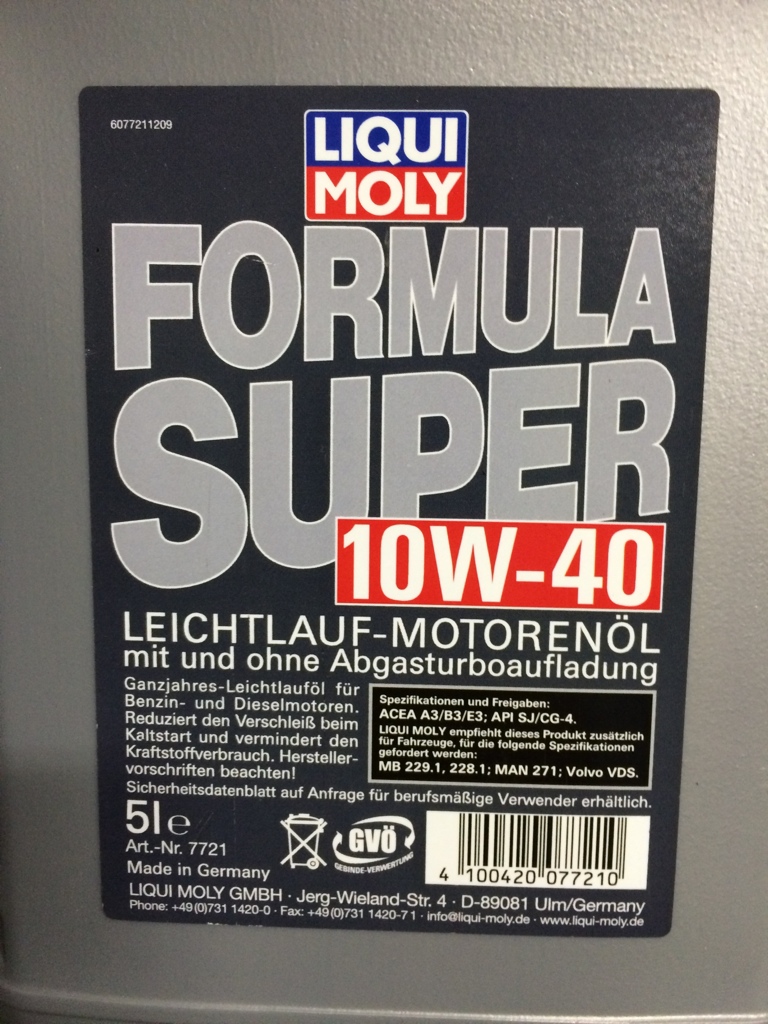 6077211209
LIQUI
MOLY
FORMULA
SUPER
10W-40
LEICHTLAUF-MOTORENÖL
mit und ohne Abgasturboaufladung
Ganzjahres-Leichtlauföl für
Benzin- und Dieselmotoren.
Reduziert den Verschleiß beim
Kaltstart und vermindert den
Kraftstoffverbrauch. Hersteller-
vorschriften beachten!
Spezifikationen und Freigaben:
ACEA A3/B3/E3; API SJ/CG-4.
LIQUI MOLY empfiehlt dieses Produkt zusätzlich
für Fahrzeuge, für die folgende Spezifikationen
gefordert werden:
MB 229.1, 228.1; MAN 271; Volvo VDS.
Sicherheitsdatenblatt auf Anfrage für berufsmäßige Verwender erhältlich.
5l e
Art.-Nr. 7721
Made in Germany
GVÖ
GEBINDE-VERWERTUNG
4 100420 077210
LIQUI MOLY GMBH · Jerg-Wieland-Str. 4 · D-89081 Ulm/Germany
Phone: +49(0)731 1420-0 · Fax: +49(0)731 1420-71 · info@liqui-moly.de · www.liqui-moly.de